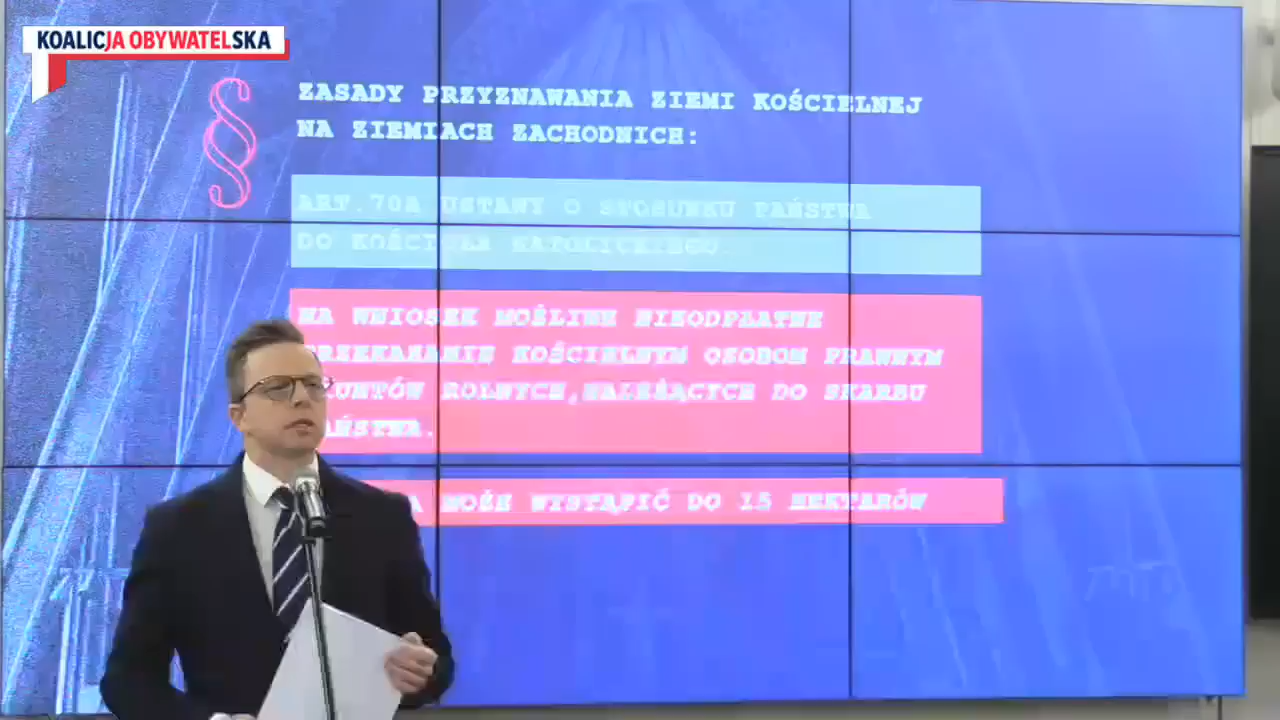 KOALICJA OBYWATELSKA
§
ZASADY PRZYZNAWANIA ZIEMI KOŚCIELNEJ
NA ZIEMIACH ZACHODNICH:
ART.70A USTAWY O STOSUNKU PAŃSTWA
DO KOŚCIOŁA KATOLICKIEGO
NA WNIOSEK MOŻLIWE NIEODPŁATNE
PRZEKAZANIE KOŚCIELNYM OSOBOM PRAWNYM
GRUNTÓW ROLNYCH, NALEŻĄCYCH DO SKARBU
PAŃSTWA.
MOŻE WYSTĄPIĆ DO 15 HEKTARÓW